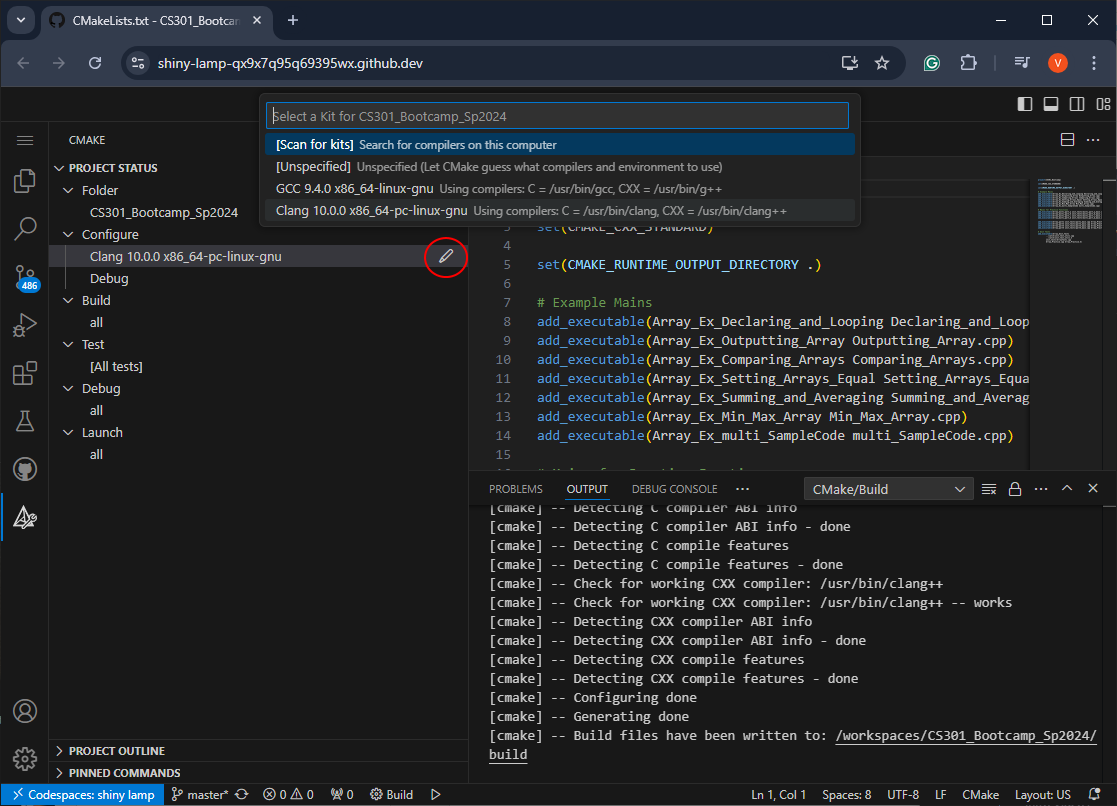 CMakeLists.txt - CS301_Bootcam
shiny-lamp-qx9x7q95q69395wx.github.dev
V
Select a Kit for CS301_Bootcamp_Sp2024
[Scan for kits] Search for compilers on this computer
[Unspecified] Unspecified (Let CMake guess what compilers and environment to use)
GCC 9.4.0 x86_64-linux-gnu Using compilers: C = /usr/bin/gcc, CXX = /usr/bin/g++
Clang 10.0.0 x86_64-pc-linux-gnu Using compilers: C = /usr/bin/clang, CXX = /usr/bin/clang++
CMAKE
PROJECT STATUS
Folder
CS301_Bootcamp_Sp2024
Configure
Clang 10.0.0 x86_64-pc-linux-gnu
Debug
Build
all
Test
[All tests]
Debug
all
Launch
all
PROJECT OUTLINE
PINNED COMMANDS
486
set(CMAKE_CXX_STANDARD)
4
5 set(CMAKE_RUNTIME_OUTPUT_DIRECTORY .)
6
7 # Example Mains
8 add_executable(Array_Ex_Declaring_and_Looping Declaring_and_Loop
9 add_executable(Array_Ex_Outputting_Array Outputting_Array.cpp)
10 add_executable(Array_Ex_Comparing_Arrays Comparing_Arrays.cpp)
11 add_executable(Array_Ex_Setting_Arrays_Equal Setting_Arrays_Equa
12 add_executable(Array_Ex_Summing_and_Averaging Summing_and_Averag
13 add_executable(Array_Ex_Min_Max_Array Min_Max_Array.cpp)
14 add_executable(Array_Ex_multi_SampleCode multi_SampleCode.cpp)
15
PROBLEMS OUTPUT DEBUG CONSOLE ··· CMake/Build
[cmake] -- Detecting C compiler ABI info
[cmake] -- Detecting C compiler ABI info - done
[cmake] -- Detecting C compile features
[cmake] -- Detecting C compile features - done
[cmake] -- Check for working CXX compiler: /usr/bin/clang++
[cmake] -- Check for working CXX compiler: /usr/bin/clang++ -- works
[cmake] -- Detecting CXX compiler ABI info
[cmake] -- Detecting CXX compiler ABI info - done
[cmake] -- Detecting CXX compile features
[cmake] -- Detecting CXX compile features - done
[cmake] -- Configuring done
[cmake] -- Generating done
[cmake] -- Build files have been written to: /workspaces/CS301_Bootcamp_Sp2024/
build
Codespaces: shiny lamp master* 0 0 0 Build Ln 1, Col 1 Spaces: 8 UTF-8 LF CMake Layout: US